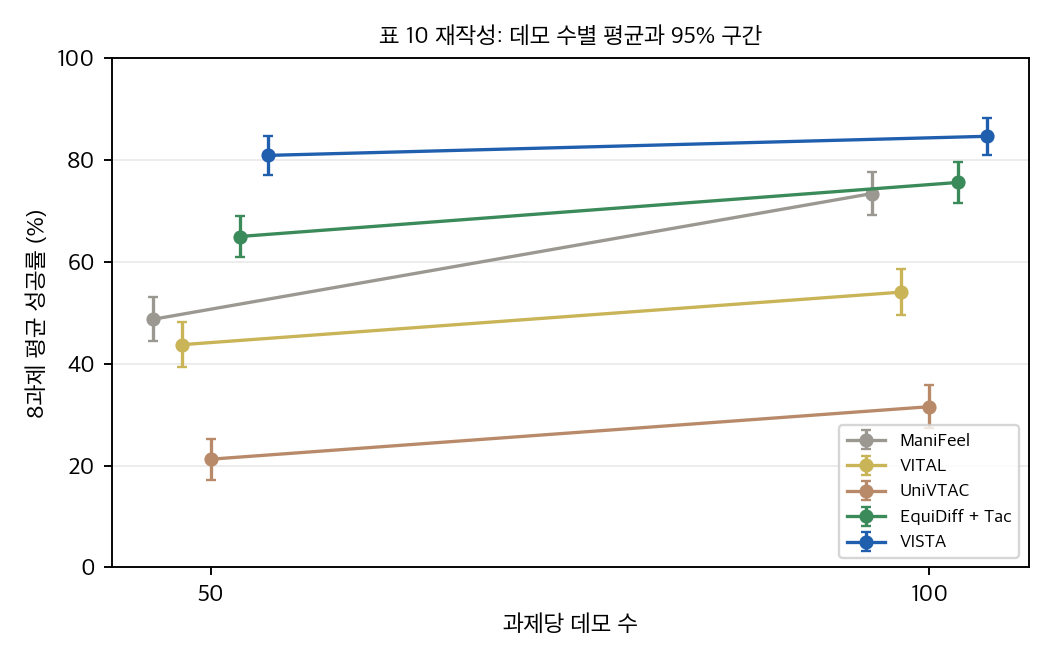 표 10 재작성: 데모 수별 평균과 95% 구간
8과제 평균 성공률 (%)
100
80
60
40
20
0
50
100
과제당 데모 수
ManiFeel
VITAL
UniVTAC
EquiDiff + Tac
VISTA